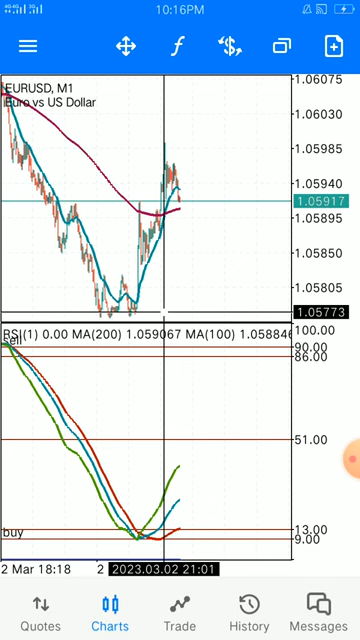 10:16PM
EURUSD, M1
Euro vs US Dollar
1.06075
1.06030
1.05985
1.05940
1.05917
1.05895
1.05850
1.05805
1.05773
RSI(1) 0.00 MA(200) 1.059067 MA(100) 1.058846
100.00
sell
90.00
86.00
51.00
13.00
buy
9.00
2 Mar 18:18 2 2023.03.02 21:01
Quotes Charts Trade History Messages